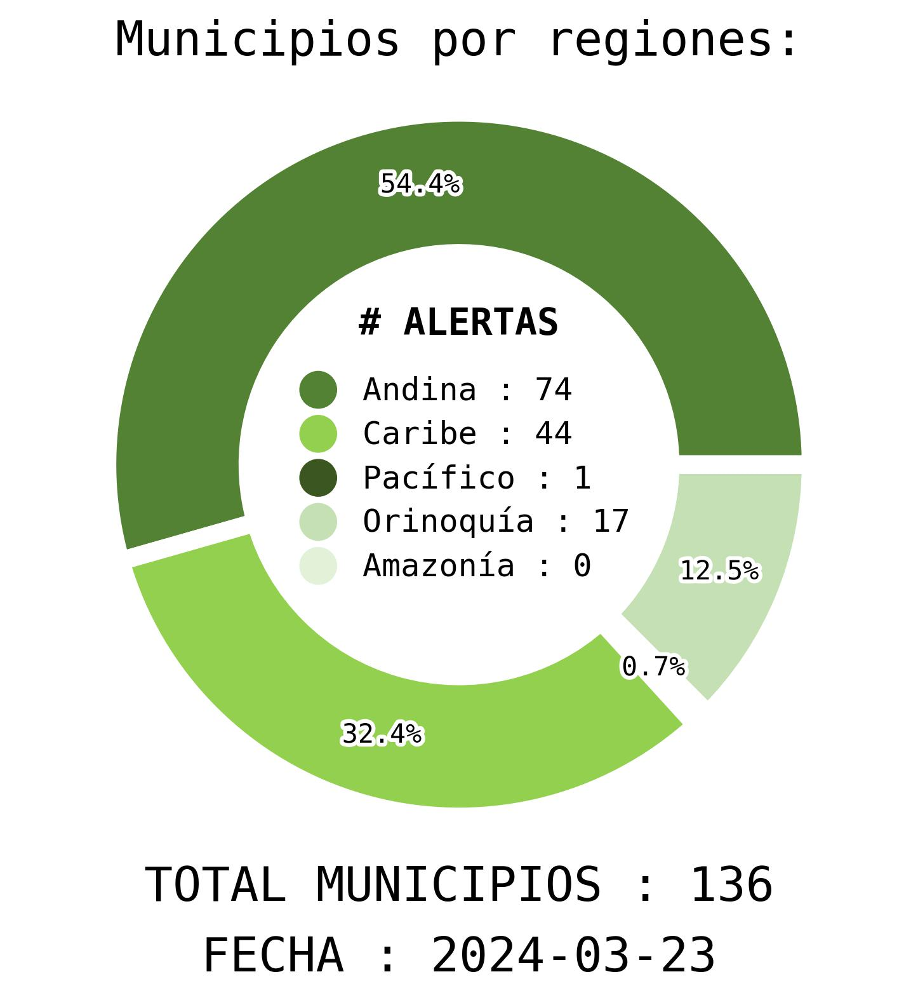 Municipios por regiones:
54.4%
# ALERTAS
Andina : 74
Caribe : 44
Pacífico : 1
Orinoquía : 17
Amazonía : 0
12.5%
0.7%
32.4%
TOTAL MUNICIPIOS : 136
FECHA : 2024-03-23